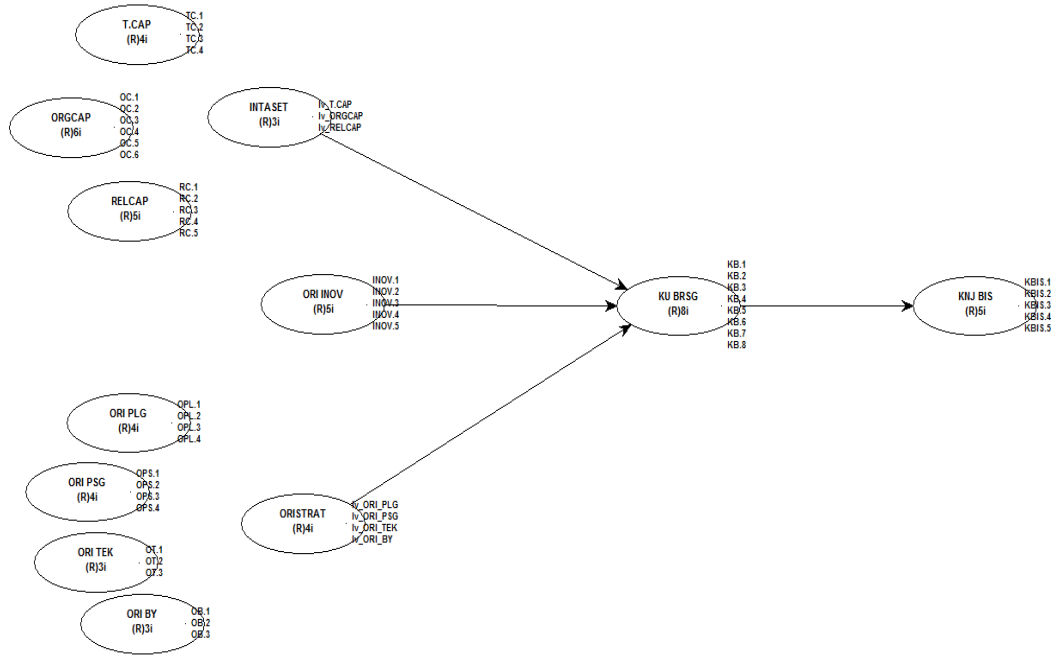 T.CAP
(R)4i
TC.1
TC.2
TC.3
TC.4
ORGCAP
(R)6i
OC.1
OC.2
OC.3
OC.4
OC.5
OC.6
INTASET
(R)3i
lv_T.CAP
lv_ORGCAP
lv_RELCAP
RELCAP
(R)5i
RC.1
RC.2
RC.3
RC.4
RC.5
ORI INOV
(R)5i
INOV.1
INOV.2
INOV.3
INOV.4
INOV.5
KU BRSG
(R)8i
KB.1
KB.2
KB.3
KB.4
KB.5
KB.6
KB.7
KB.8
KNJ BIS
(R)5i
KBIS.1
KBIS.2
KBIS.3
KBIS.4
KBIS.5
ORI PLG
(R)4i
OPL.1
OPL.2
OPL.3
OPL.4
ORI PSG
(R)4i
OPS.1
OPS.2
OPS.3
OPS.4
ORISTRAT
(R)4i
lv_ORI_PLG
lv_ORI_PSG
lv_ORI_TEK
lv_ORI_BY
ORI TEK
(R)3i
OT.1
OT.2
OT.3
ORI BY
(R)3i
OB.1
OB.2
OB.3